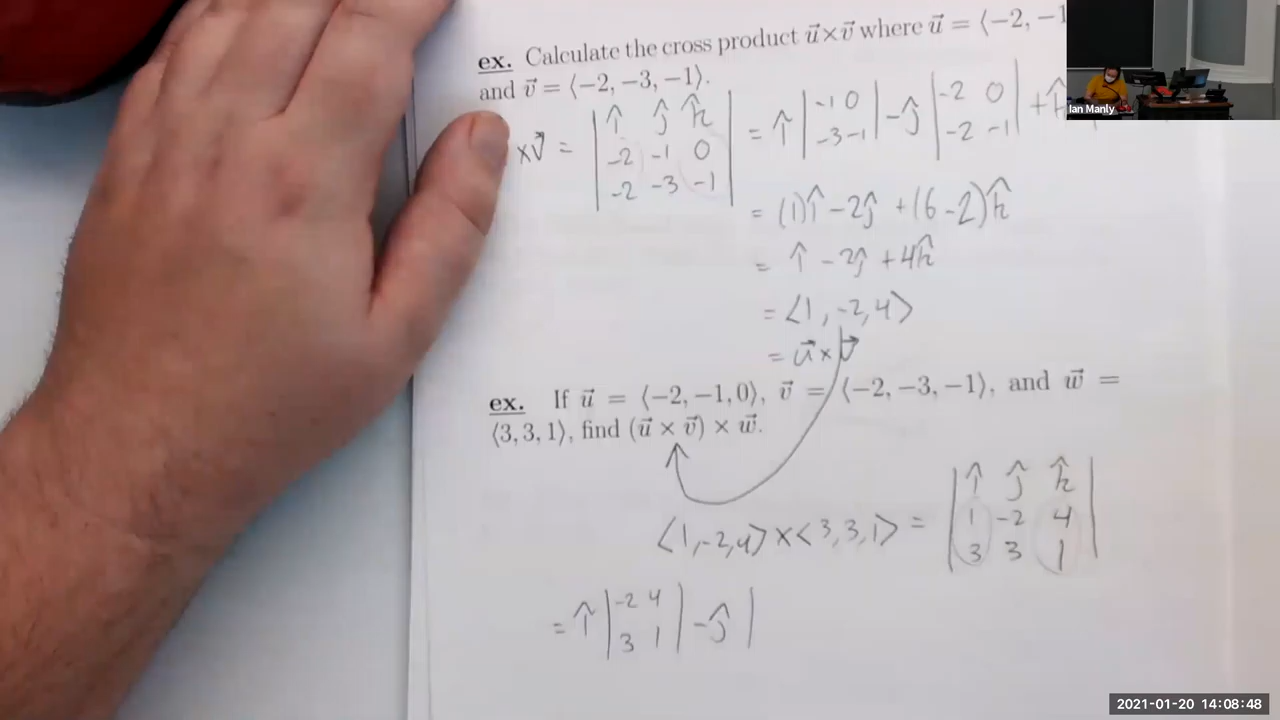 ex. Calculate the cross product u⃗×v⃗ where u⃗ = ⟨−2, −1
and v⃗ = ⟨−2, −3, −1⟩.
×v⃗ = | î ĵ k̂ | = î | -1 0 | - ĵ | -2 0 | + k̂
| -2 -1 0 | | -3 -1 | | -2 -1 |
| -2 -3 -1 |
= (1)î - 2ĵ + (6-2)k̂
= î - 2ĵ + 4k̂
= ⟨1, -2, 4⟩
= u⃗×v⃗
ex. If u⃗ = ⟨−2, −1, 0⟩, v⃗ = ⟨−2, −3, −1⟩, and w⃗ =
⟨3, 3, 1⟩, find (u⃗ × v⃗) × w⃗.
⟨1, -2, 4⟩ × ⟨3, 3, 1⟩ = | î ĵ k̂ |
| 1 -2 4 |
| 3 3 1 |
= î | -2 4 | - ĵ |
| 3 1 |
Ian Manly
2021-01-20 14:08:48